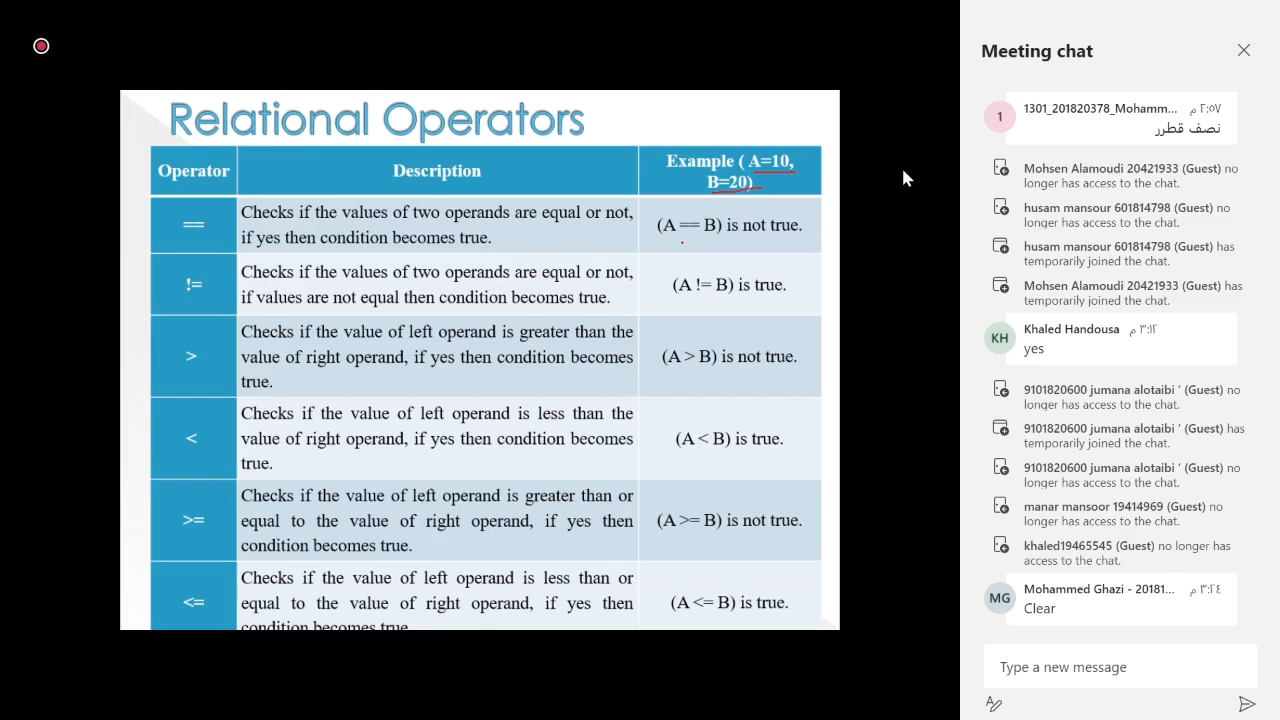 Relational Operators
Operator
Description
Example ( A=10,
B=20)
==
Checks if the values of two operands are equal or not,
if yes then condition becomes true.
(A == B) is not true.
!=
Checks if the values of two operands are equal or not,
if values are not equal then condition becomes true.
(A != B) is true.
>
Checks if the value of left operand is greater than the
value of right operand, if yes then condition becomes
true.
(A > B) is not true.
<
Checks if the value of left operand is less than the
value of right operand, if yes then condition becomes
true.
(A < B) is true.
>=
Checks if the value of left operand is greater than or
equal to the value of right operand, if yes then
condition becomes true.
(A >= B) is not true.
<=
Checks if the value of left operand is less than or
equal to the value of right operand, if yes then
condition becomes true
(A <= B) is true.
Meeting chat
1
1301_201820378_Mohamm... ٢:٥٧ م
نصف قطرر
Mohsen Alamoudi 20421933 (Guest) no
longer has access to the chat.
husam mansour 601814798 (Guest) no
longer has access to the chat.
husam mansour 601814798 (Guest) has
temporarily joined the chat.
Mohsen Alamoudi 20421933 (Guest) has
temporarily joined the chat.
KH
Khaled Handousa ٣:١٢ م
yes
9101820600 jumana alotaibi ' (Guest) no
longer has access to the chat.
9101820600 jumana alotaibi ' (Guest) has
temporarily joined the chat.
9101820600 jumana alotaibi ' (Guest) no
longer has access to the chat.
manar mansoor 19414969 (Guest) no
longer has access to the chat.
khaled19465545 (Guest) no longer has
access to the chat.
MG
Mohammed Ghazi - 20181... ٣:٢٤ م
Clear
Type a new message